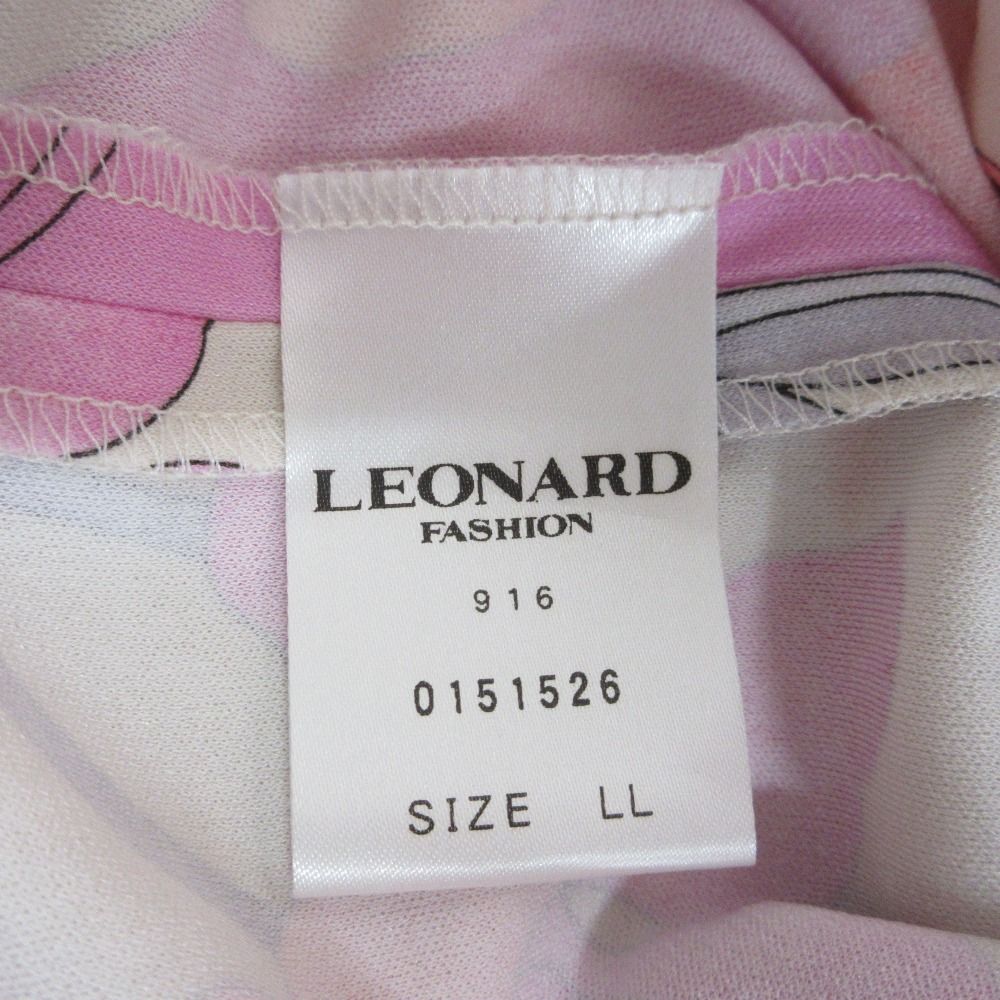 LEONARD
FASHION
916
0151526
SIZE LL